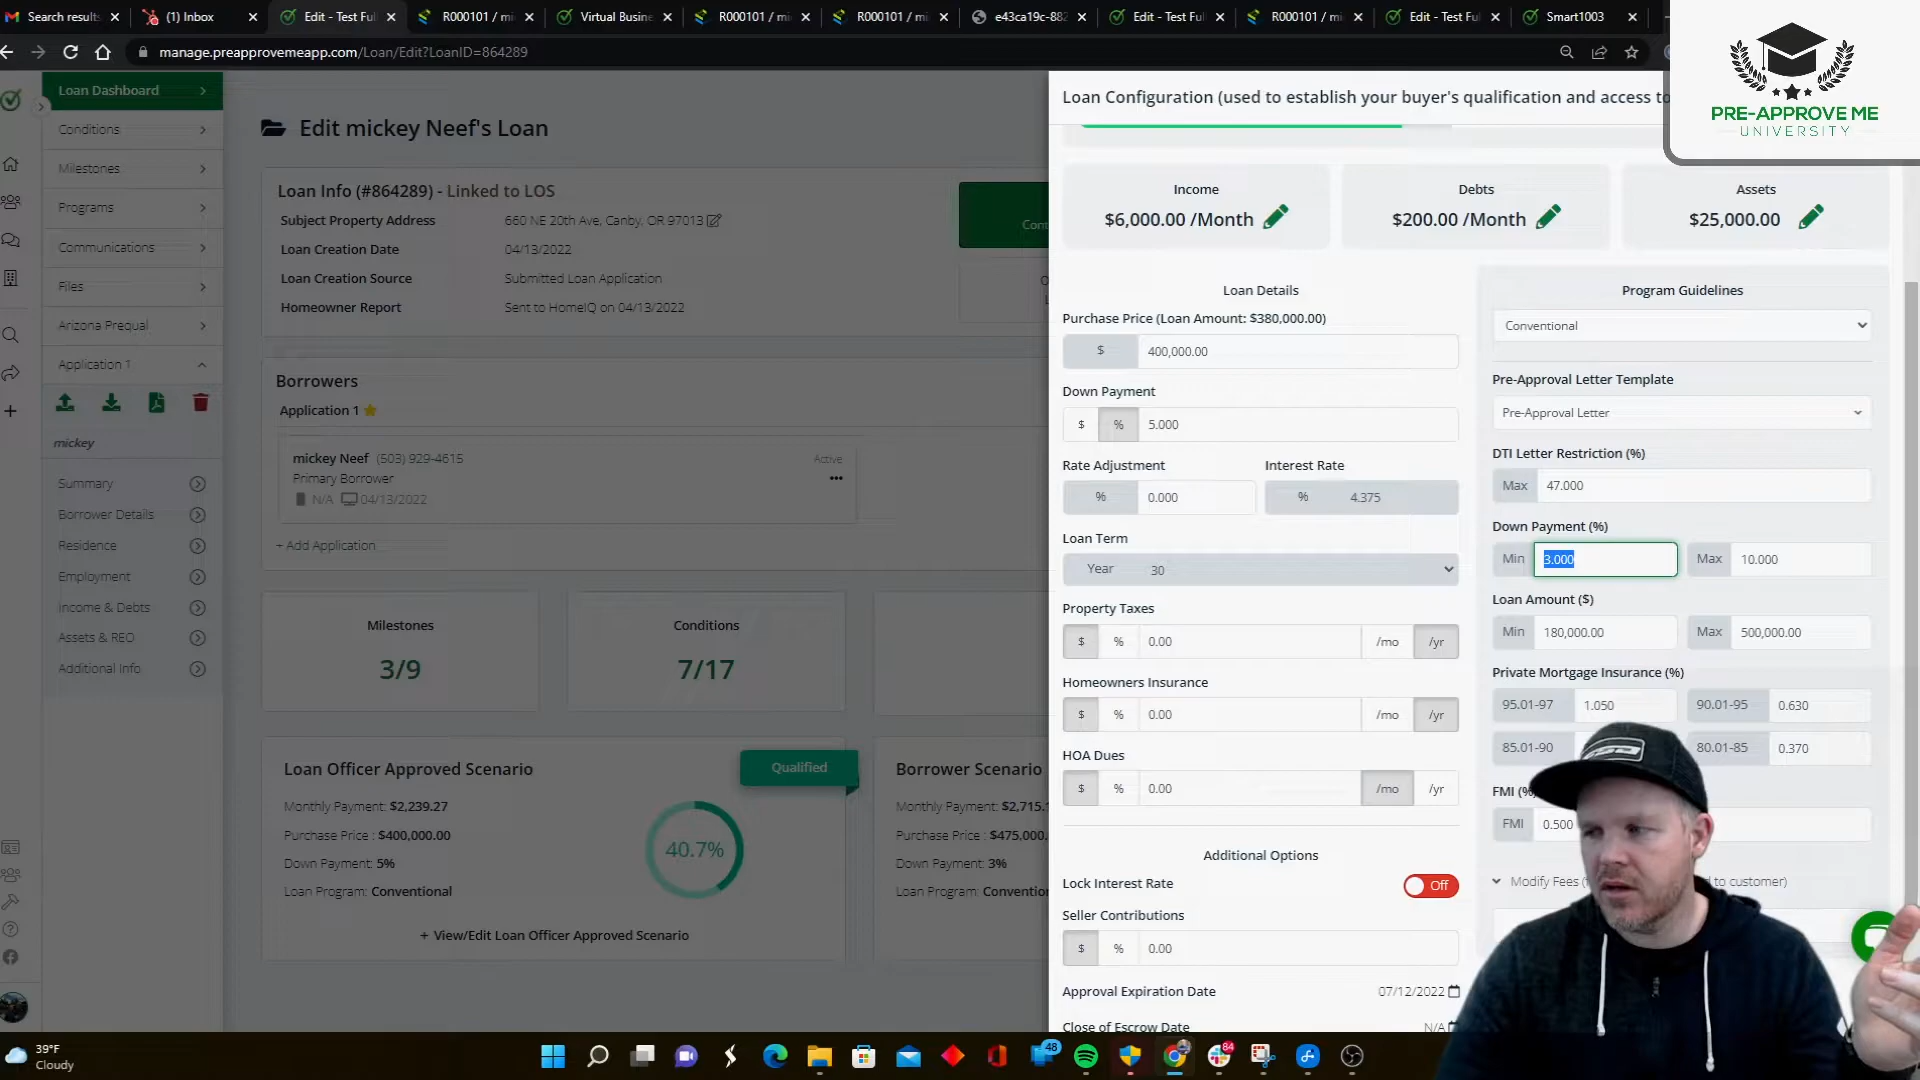 Search results
(1) Inbox
Edit - Test Ful
R000101 / mi
Virtual Busine
R000101 / mi
R000101 / mi
e43ca19c-882
Edit - Test Ful
R000101 / mi
Edit - Test Ful
Smart1003
manage.preapprovemeapp.com/Loan/Edit?LoanID=864289
PRE-APPROVE ME
UNIVERSITY
Loan Dashboard
Conditions
Milestones
Programs
Communications
Files
Arizona Prequal
Application 1
mickey
Summary
Borrower Details
Residence
Employment
Income & Debts
Assets & REO
Additional Info
Edit mickey Neef's Loan
Loan Info (#864289) - Linked to LOS
Subject Property Address 660 NE 20th Ave, Canby, OR 97013
Loan Creation Date 04/13/2022
Loan Creation Source Submitted Loan Application
Homeowner Report Sent to HomeIQ on 04/13/2022
Cont
Borrowers
Application 1
mickey Neef (503) 929-4615 Active
Primary Borrower
N/A 04/13/2022
+ Add Application
Milestones
3/9
Conditions
7/17
Loan Officer Approved Scenario
Qualified
Monthly Payment: $2,239.27
Purchase Price : $400,000.00
Down Payment: 5%
Loan Program: Conventional
40.7%
+ View/Edit Loan Officer Approved Scenario
Borrower Scenario
Monthly Payment: $2,715.1
Purchase Price : $475,000.
Down Payment: 3%
Loan Program: Convention
Loan Configuration (used to establish your buyer's qualification and access to
Income
$6,000.00 /Month
Debts
$200.00 /Month
Assets
$25,000.00
Loan Details
Purchase Price (Loan Amount: $380,000.00)
$ 400,000.00
Down Payment
$ % 5.000
Rate Adjustment Interest Rate
% 0.000 % 4.375
Loan Term
Year 30
Property Taxes
$ % 0.00 /mo /yr
Homeowners Insurance
$ % 0.00 /mo /yr
HOA Dues
$ % 0.00 /mo /yr
Additional Options
Lock Interest Rate Off
Seller Contributions
$ % 0.00
Approval Expiration Date 07/12/2022
Close of Escrow Date N/A
Program Guidelines
Conventional
Pre-Approval Letter Template
Pre-Approval Letter
DTI Letter Restriction (%)
Max 47.000
Down Payment (%)
Min 3.000 Max 10.000
Loan Amount ($)
Min 180,000.00 Max 500,000.00
Private Mortgage Insurance (%)
95.01-97 1.050 90.01-95 0.630
85.01-90 80.01-85 0.370
FMI (%
FMI 0.500
Modify Fees ( d to customer)
39°F
Cloudy
48
84